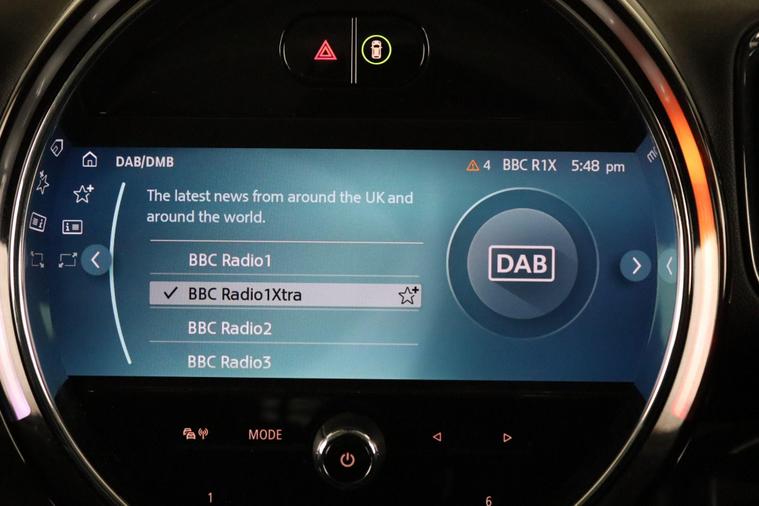 DAB/DMB
4 BBC R1X 5:48 pm
The latest news from around the UK and
around the world.
BBC Radio1
DAB
BBC Radio1Xtra
BBC Radio2
BBC Radio3
MODE
1
6